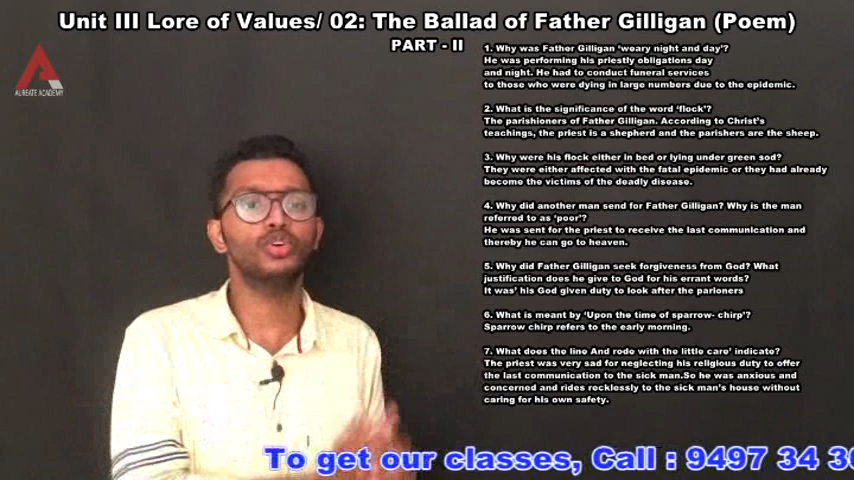 Unit III Lore of Values/ 02: The Ballad of Father Gilligan (Poem)
PART - II
AUREATE ACADEMY
1. Why was Father Gilligan ‘weary night and day’?
He was performing his priestly obligations day
and night. He had to conduct funeral services
to those who were dying in large numbers due to the epidemic.
2. What is the significance of the word ‘flock’?
The parishioners of Father Gilligan. According to Christ’s
teachings, the priest is a shepherd and the parishers are the sheep.
3. Why were his flock either in bed or lying under green sod?
They were either affected with the fatal epidemic or they had already
become the victims of the deadly disease.
4. Why did another man send for Father Gilligan? Why is the man
referred to as ‘poor’?
He was sent for the priest to receive the last communication and
thereby he can go to heaven.
5. Why did Father Gilligan seek forgiveness from God? What
justification does he give to God for his errant words?
It was’ his God given duty to look after the parioners
6. What is meant by ‘Upon the time of sparrow- chirp’?
Sparrow chirp refers to the early morning.
7. What does the line And rode with the little care’ indicate?
The priest was very sad for neglecting his religious duty to offer
the last communication to the sick man.So he was anxious and
concerned and rides rocklessly to the sick man’s house without
caring for his own safety.
To get our classes, Call : 9497 34 30